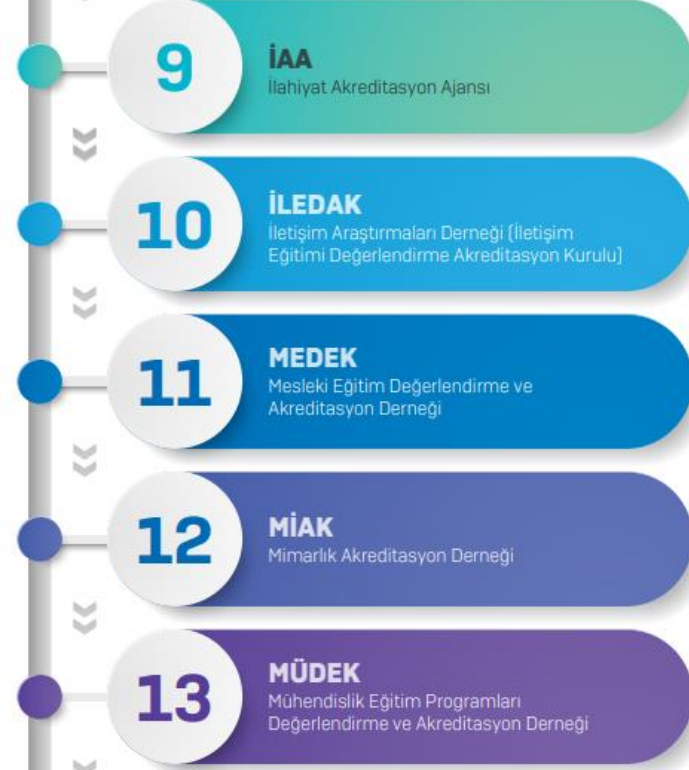 9
İAA
İlahiyat Akreditasyon Ajansı
10
İLEDAK
İletişim Araştırmaları Derneği (İletişim
Eğitimi Değerlendirme Akreditasyon Kurulu)
11
MEDEK
Mesleki Eğitim Değerlendirme ve
Akreditasyon Derneği
12
MİAK
Mimarlık Akreditasyon Derneği
13
MÜDEK
Mühendislik Eğitim Programları
Değerlendirme ve Akreditasyon Derneği